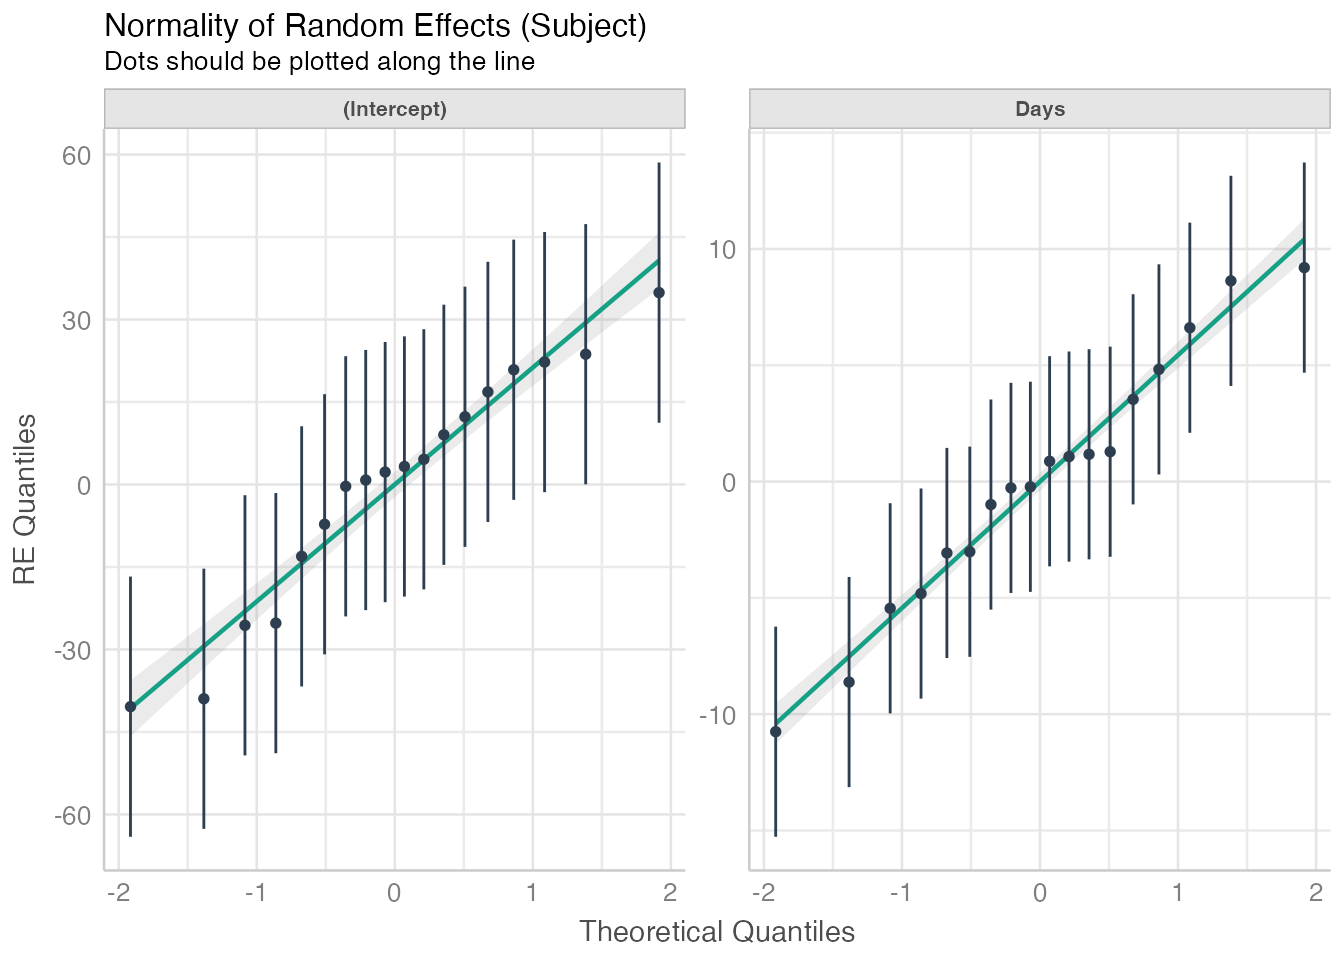 Normality of Random Effects (Subject)
Dots should be plotted along the line
(Intercept)
Days
60
30
0
-30
-60
10
0
-10
RE Quantiles
-2 -1 0 1 2
-2 -1 0 1 2
Theoretical Quantiles